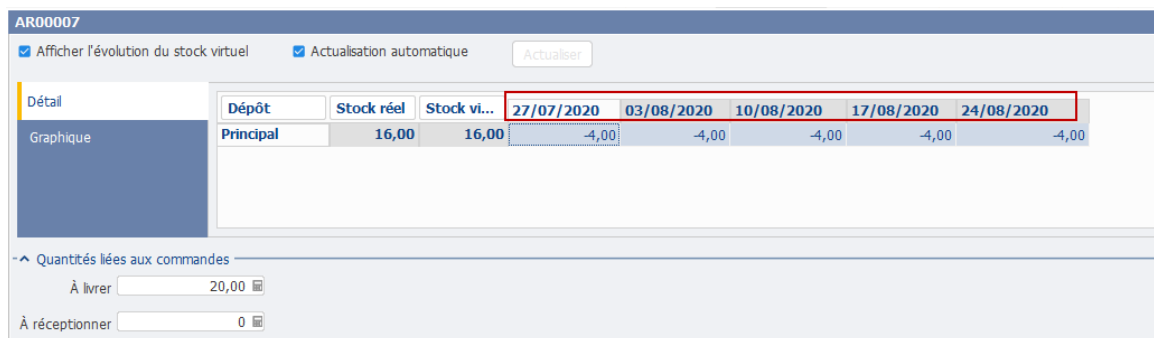 AR00007
Afficher l'évolution du stock virtuel Actualisation automatique Actualiser
Détail
Graphique
Dépôt Stock réel Stock vi... 27/07/2020 03/08/2020 10/08/2020 17/08/2020 24/08/2020
Principal 16,00 16,00 -4,00 -4,00 -4,00 -4,00 -4,00
Quantités liées aux commandes
À livrer 20,00
À réceptionner 0